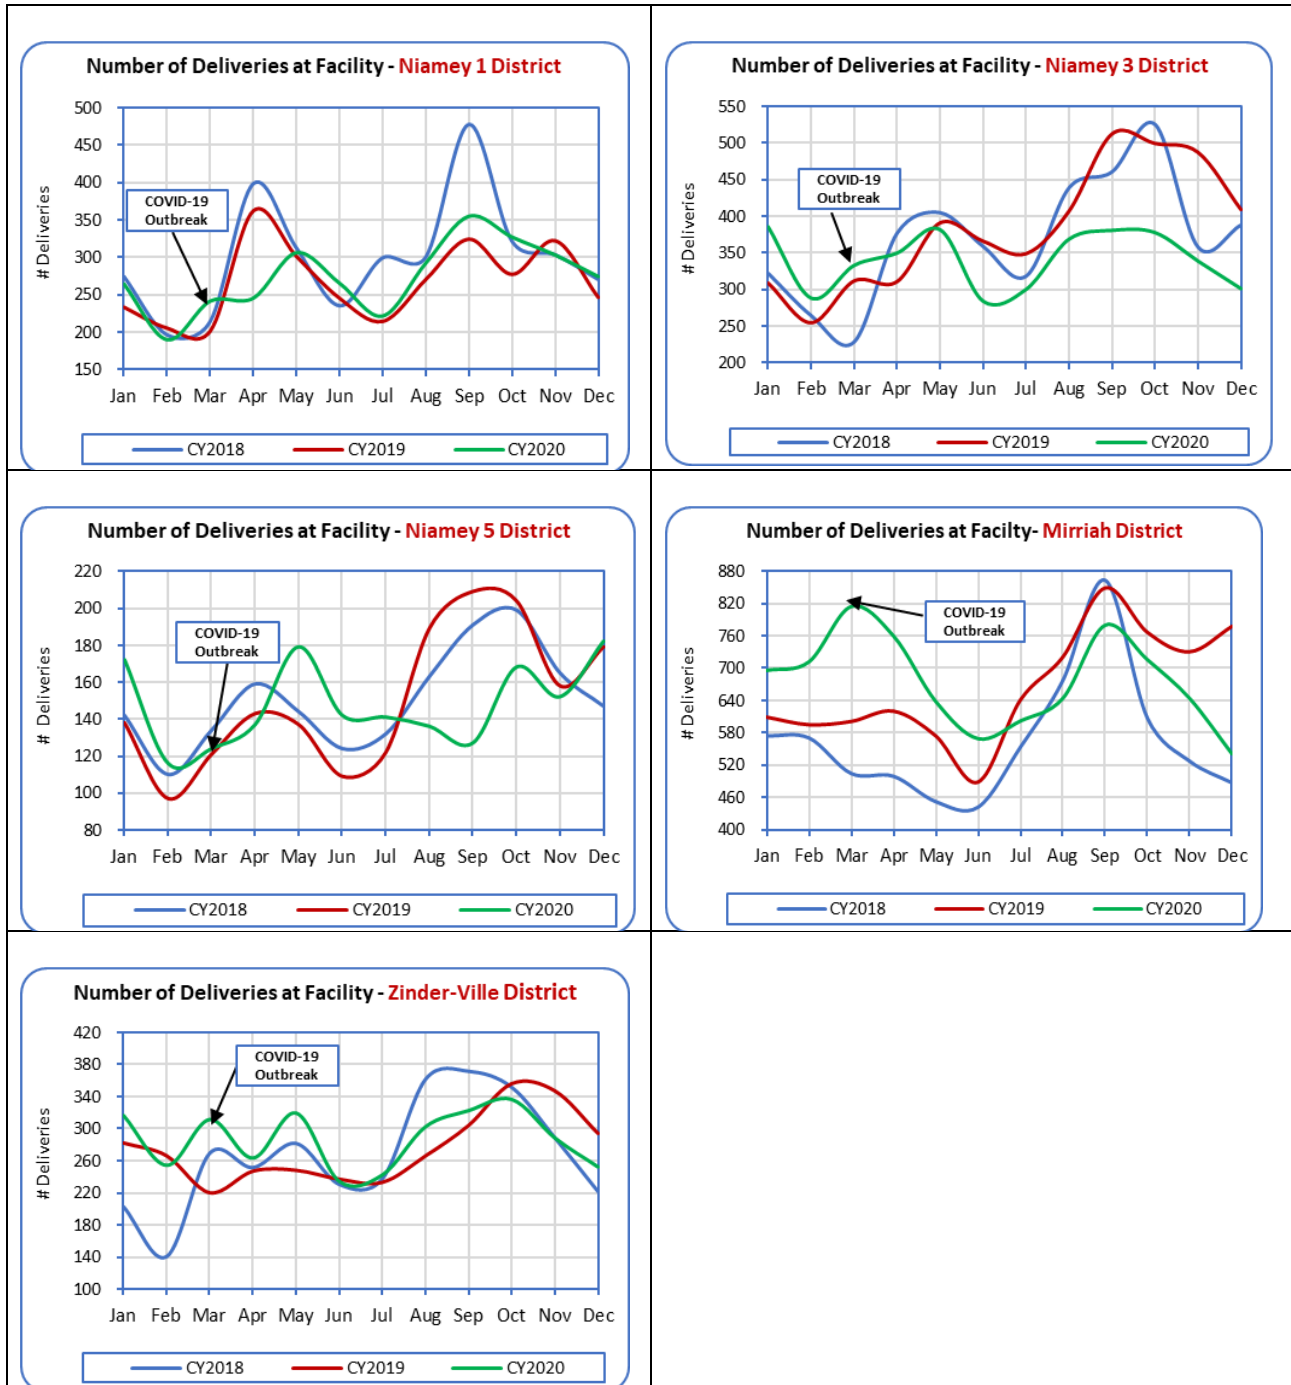 Number of Deliveries at Facility - Niamey 1 District
# Deliveries
500
450
400
350
300
250
200
150
COVID-19
Outbreak
Jan Feb Mar Apr May Jun Jul Aug Sep Oct Nov Dec
CY2018 CY2019 CY2020
Number of Deliveries at Facility - Niamey 3 District
# Deliveries
550
500
450
400
350
300
250
200
COVID-19
Outbreak
Jan Feb Mar Apr May Jun Jul Aug Sep Oct Nov Dec
CY2018 CY2019 CY2020
Number of Deliveries at Facility - Niamey 5 District
# Deliveries
220
200
180
160
140
120
100
80
COVID-19
Outbreak
Jan Feb Mar Apr May Jun Jul Aug Sep Oct Nov Dec
CY2018 CY2019 CY2020
Number of Deliveries at Facilty- Mirriah District
# Deliveries
880
820
760
700
640
580
520
460
400
COVID-19
Outbreak
Jan Feb Mar Apr May Jun Jul Aug Sep Oct Nov Dec
CY2018 CY2019 CY2020
Number of Deliveries at Facility - Zinder-Ville District
# Deliveries
420
380
340
300
260
220
180
140
100
COVID-19
Outbreak
Jan Feb Mar Apr May Jun Jul Aug Sep Oct Nov Dec
CY2018 CY2019 CY2020